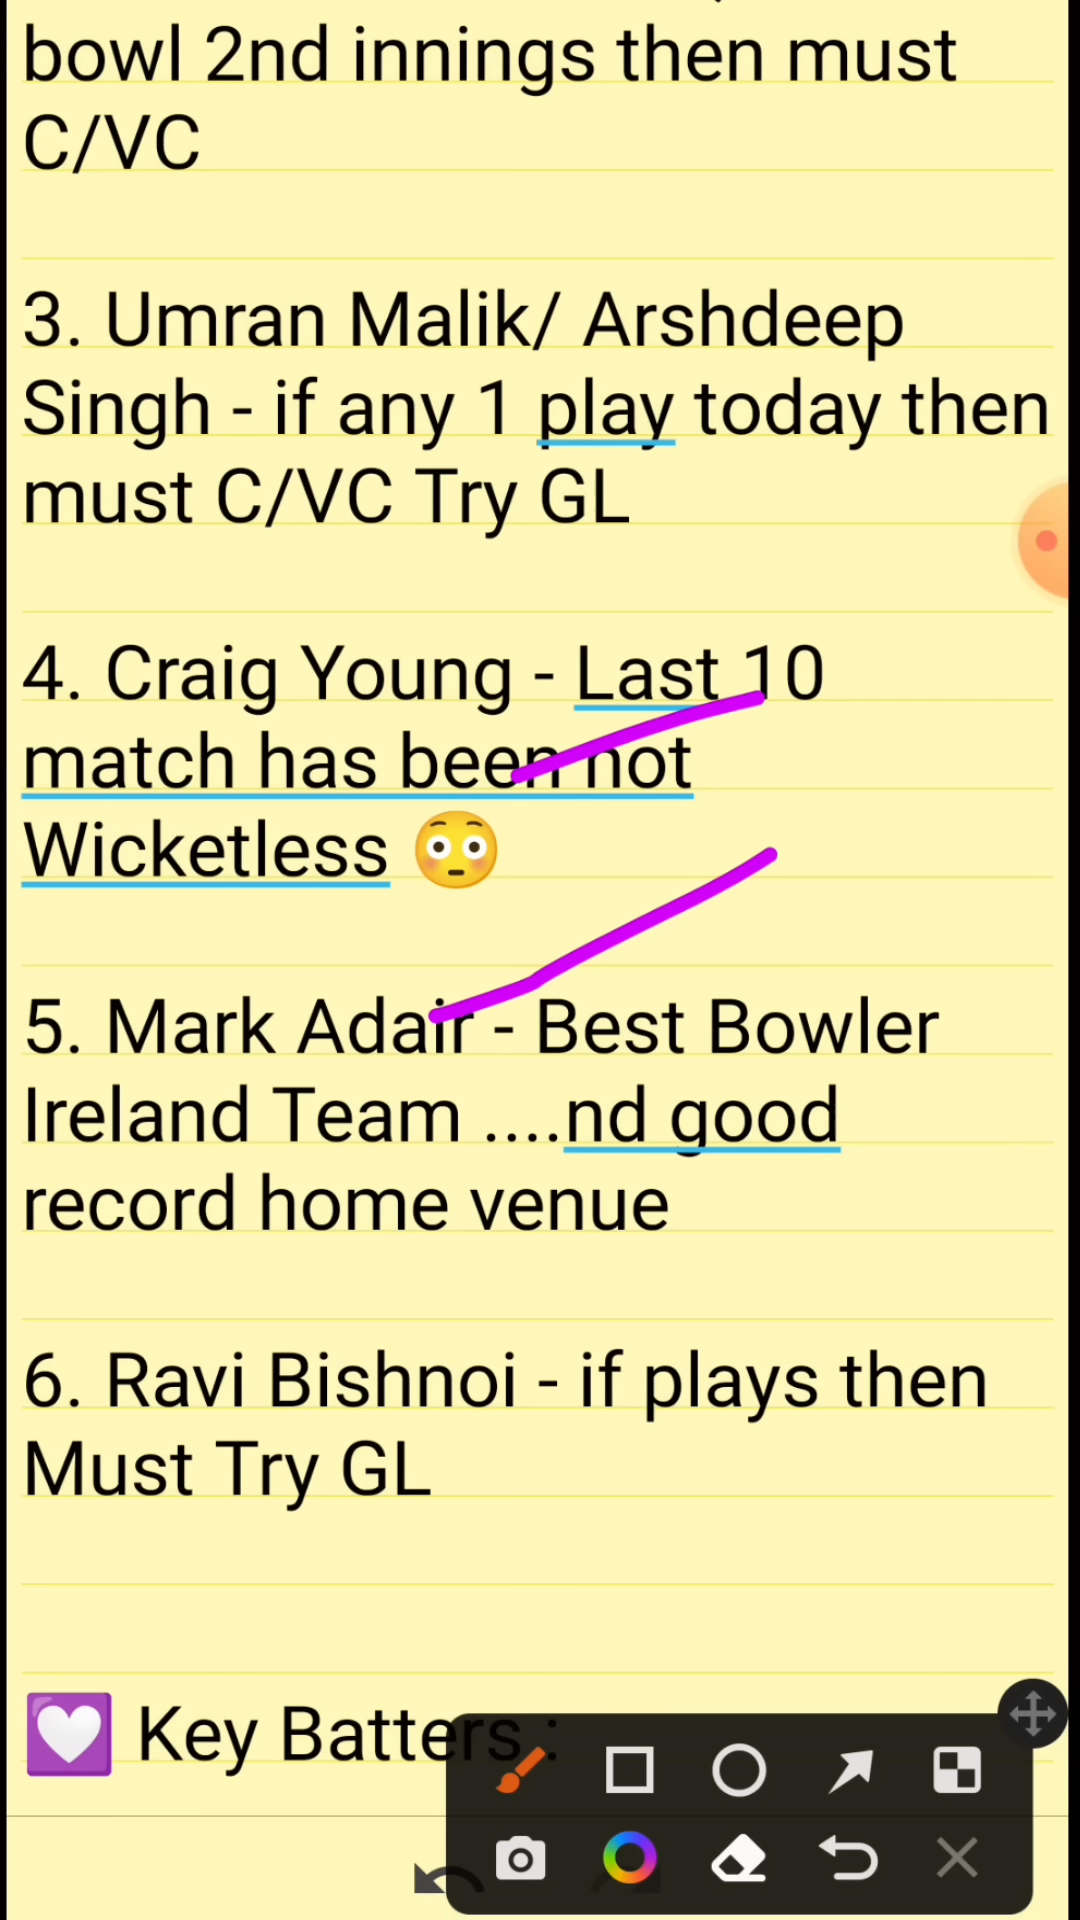 bowl 2nd innings then must
C/VC
3. Umran Malik/ Arshdeep
Singh - if any 1 play today then
must C/VC Try GL
4. Craig Young - Last 10
match has been not
Wicketless 😳
5. Mark Adair - Best Bowler
Ireland Team ....nd good
record home venue
6. Ravi Bishnoi - if plays then
Must Try GL
💟 Key Batters :